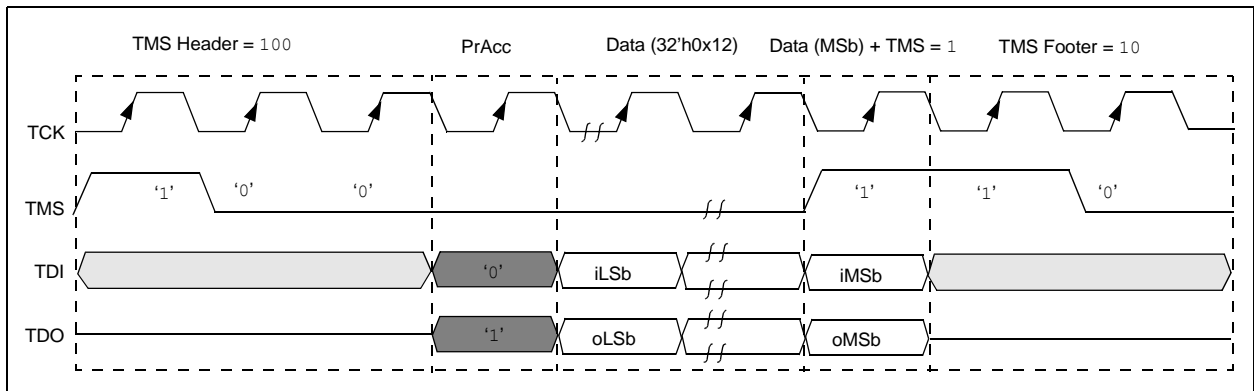 TMS Header = 100 PrAcc Data (32'h0x12) Data (MSb) + TMS = 1 TMS Footer = 10
TCK
TMS ‘1’ ‘0’ ‘0’ ‘1’ ‘1’ ‘0’
TDI ‘0’ iLSb iMSb
TDO ‘1’ oLSb oMSb